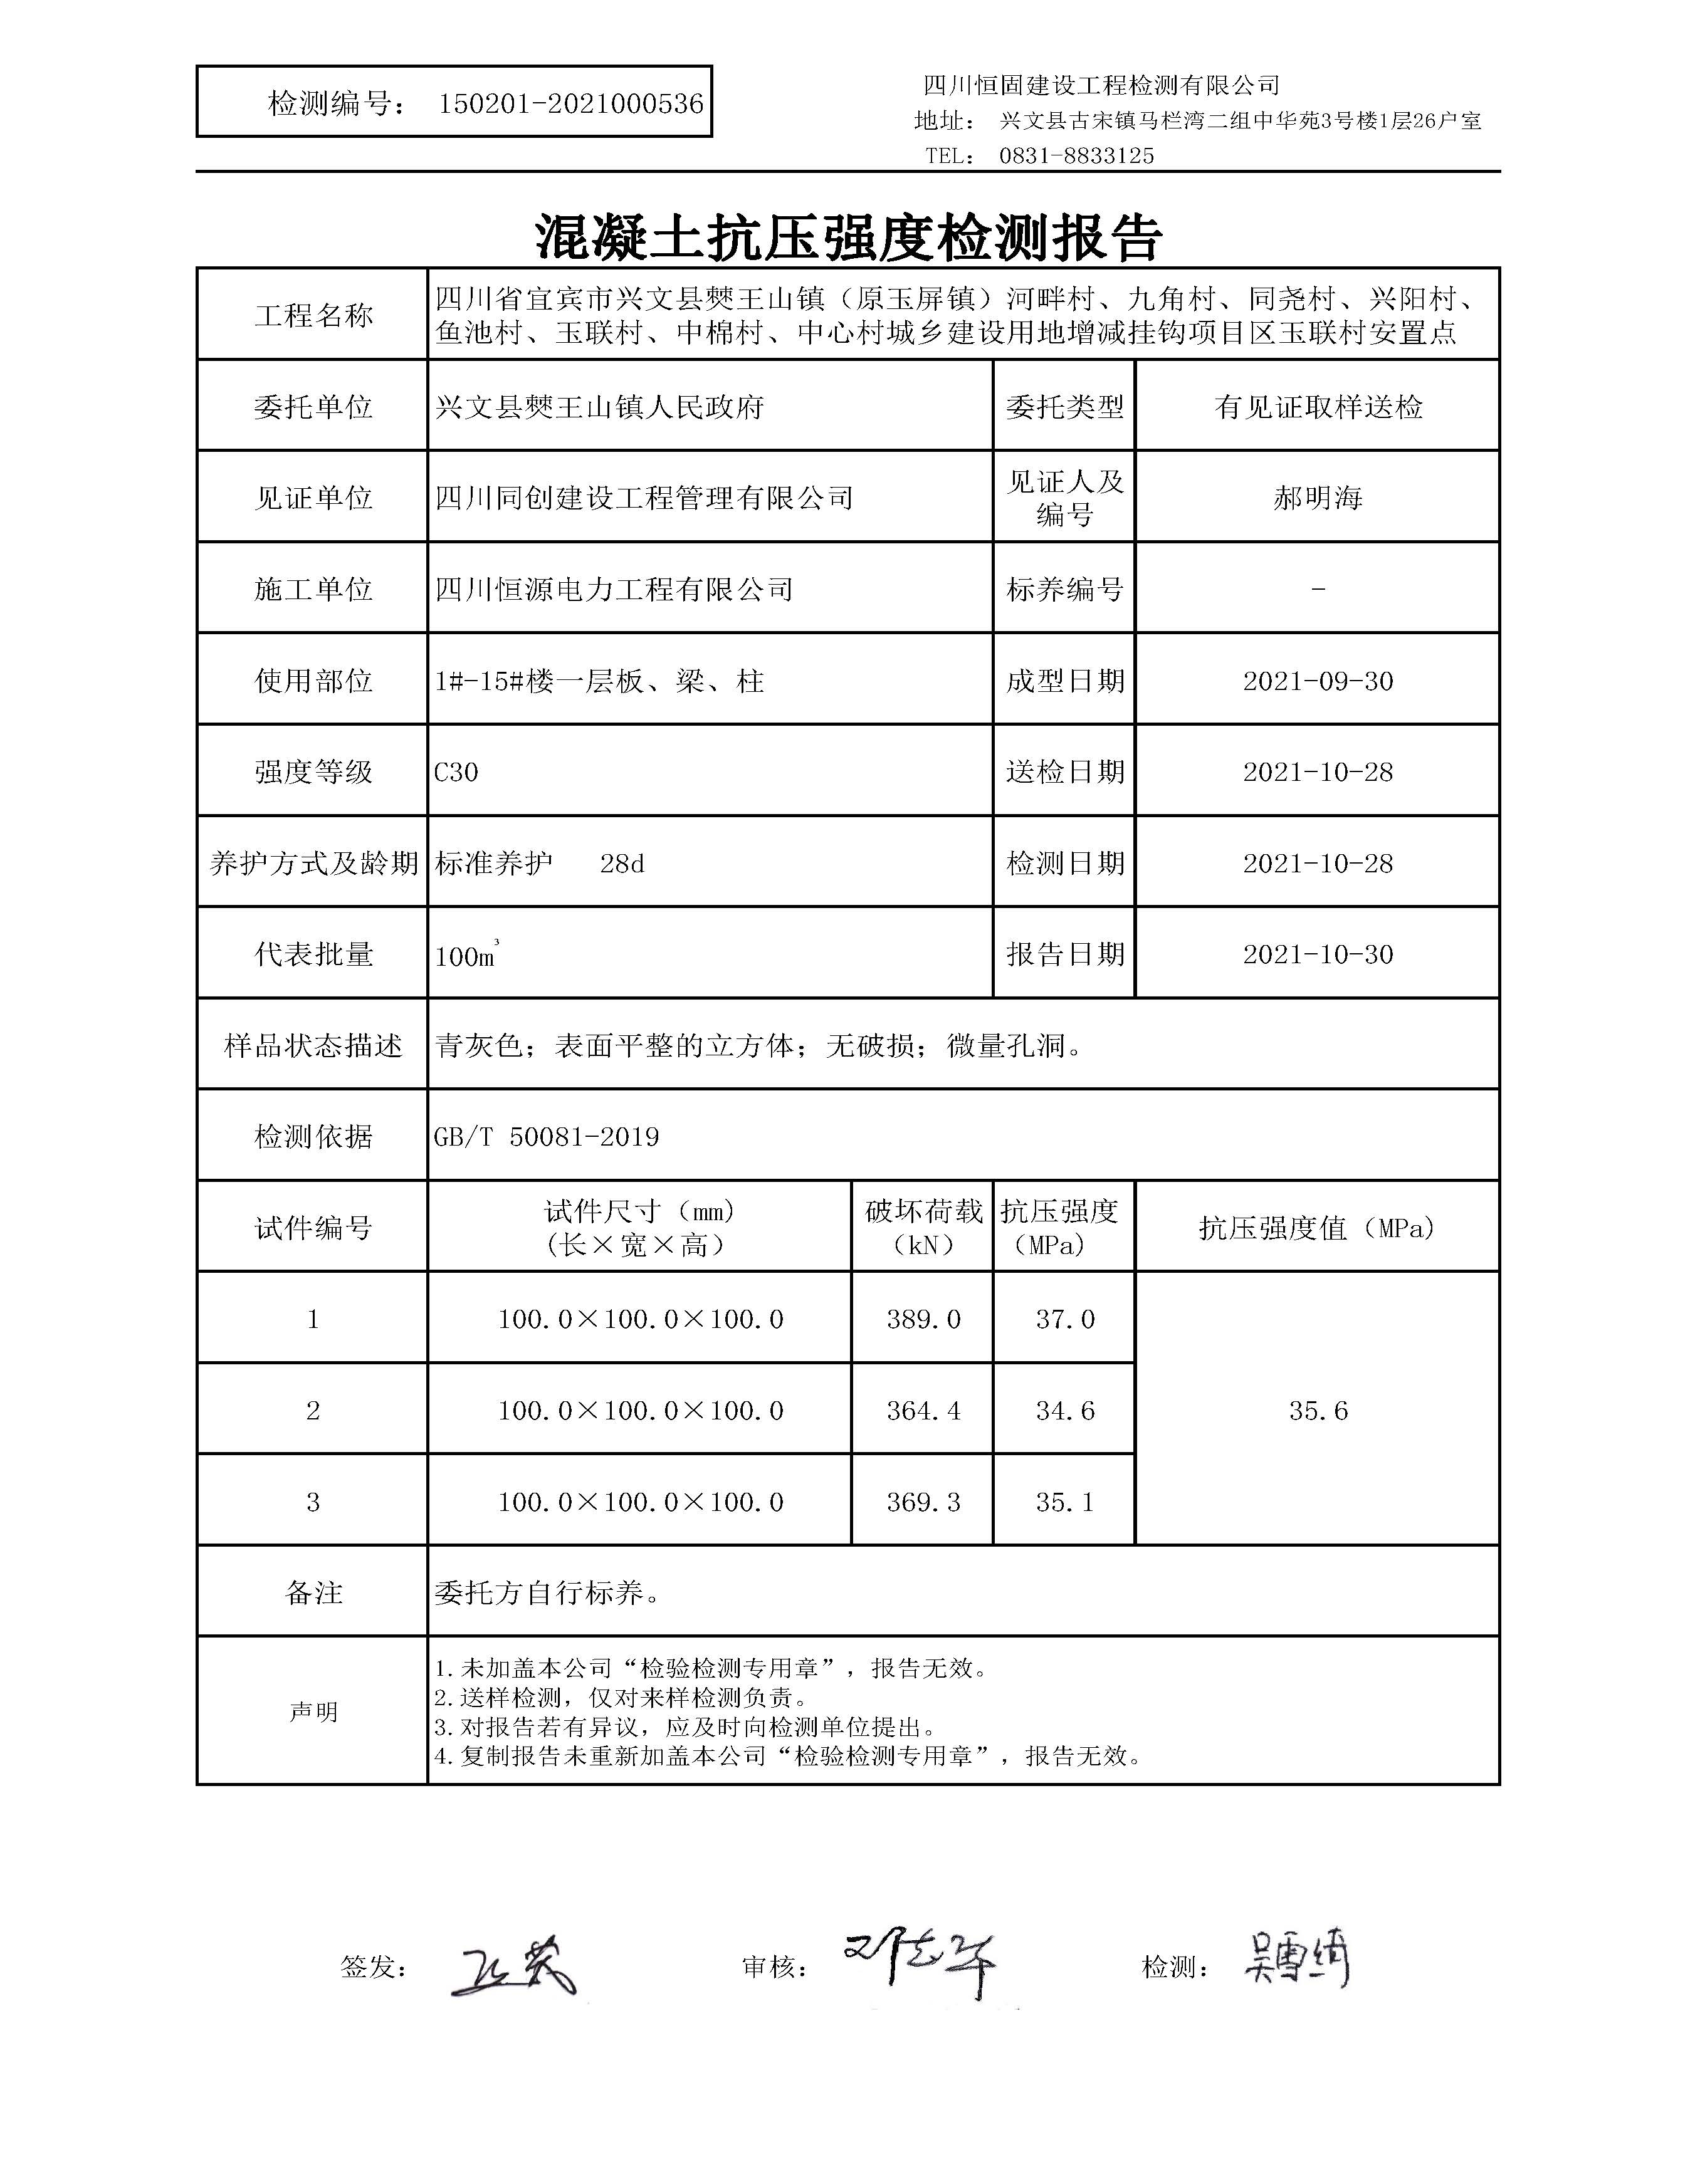 检测编号： 150201-2021000536
四川恒固建设工程检测有限公司
地址： 兴文县古宋镇马栏湾二组中华苑3号楼1层26户室
TEL： 0831-8833125
混凝土抗压强度检测报告
工程名称
四川省宜宾市兴文县僰王山镇（原玉屏镇）河畔村、九角村、同尧村、兴阳村、
鱼池村、玉联村、中棉村、中心村城乡建设用地增减挂钩项目区玉联村安置点
委托单位 兴文县僰王山镇人民政府 委托类型 有见证取样送检
见证单位 四川同创建设工程管理有限公司 见证人及
编号 郝明海
施工单位 四川恒源电力工程有限公司 标养编号 -
使用部位 1#-15#楼一层板、梁、柱 成型日期 2021-09-30
强度等级 C30 送检日期 2021-10-28
养护方式及龄期 标准养护 28d 检测日期 2021-10-28
代表批量 100m³ 报告日期 2021-10-30
样品状态描述 青灰色；表面平整的立方体；无破损；微量孔洞。
检测依据 GB/T 50081-2019
试件编号 试件尺寸（mm）
(长×宽×高） 破坏荷载
（kN） 抗压强度
（MPa） 抗压强度值（MPa）
1 100.0×100.0×100.0 389.0 37.0
2 100.0×100.0×100.0 364.4 34.6 35.6
3 100.0×100.0×100.0 369.3 35.1
备注 委托方自行标养。
声明
1.未加盖本公司“检验检测专用章”，报告无效。
2.送样检测，仅对来样检测负责。
3.对报告若有异议，应及时向检测单位提出。
4.复制报告未重新加盖本公司“检验检测专用章”，报告无效。
签发： 审核： 邓志军 检测： 吴雪绮